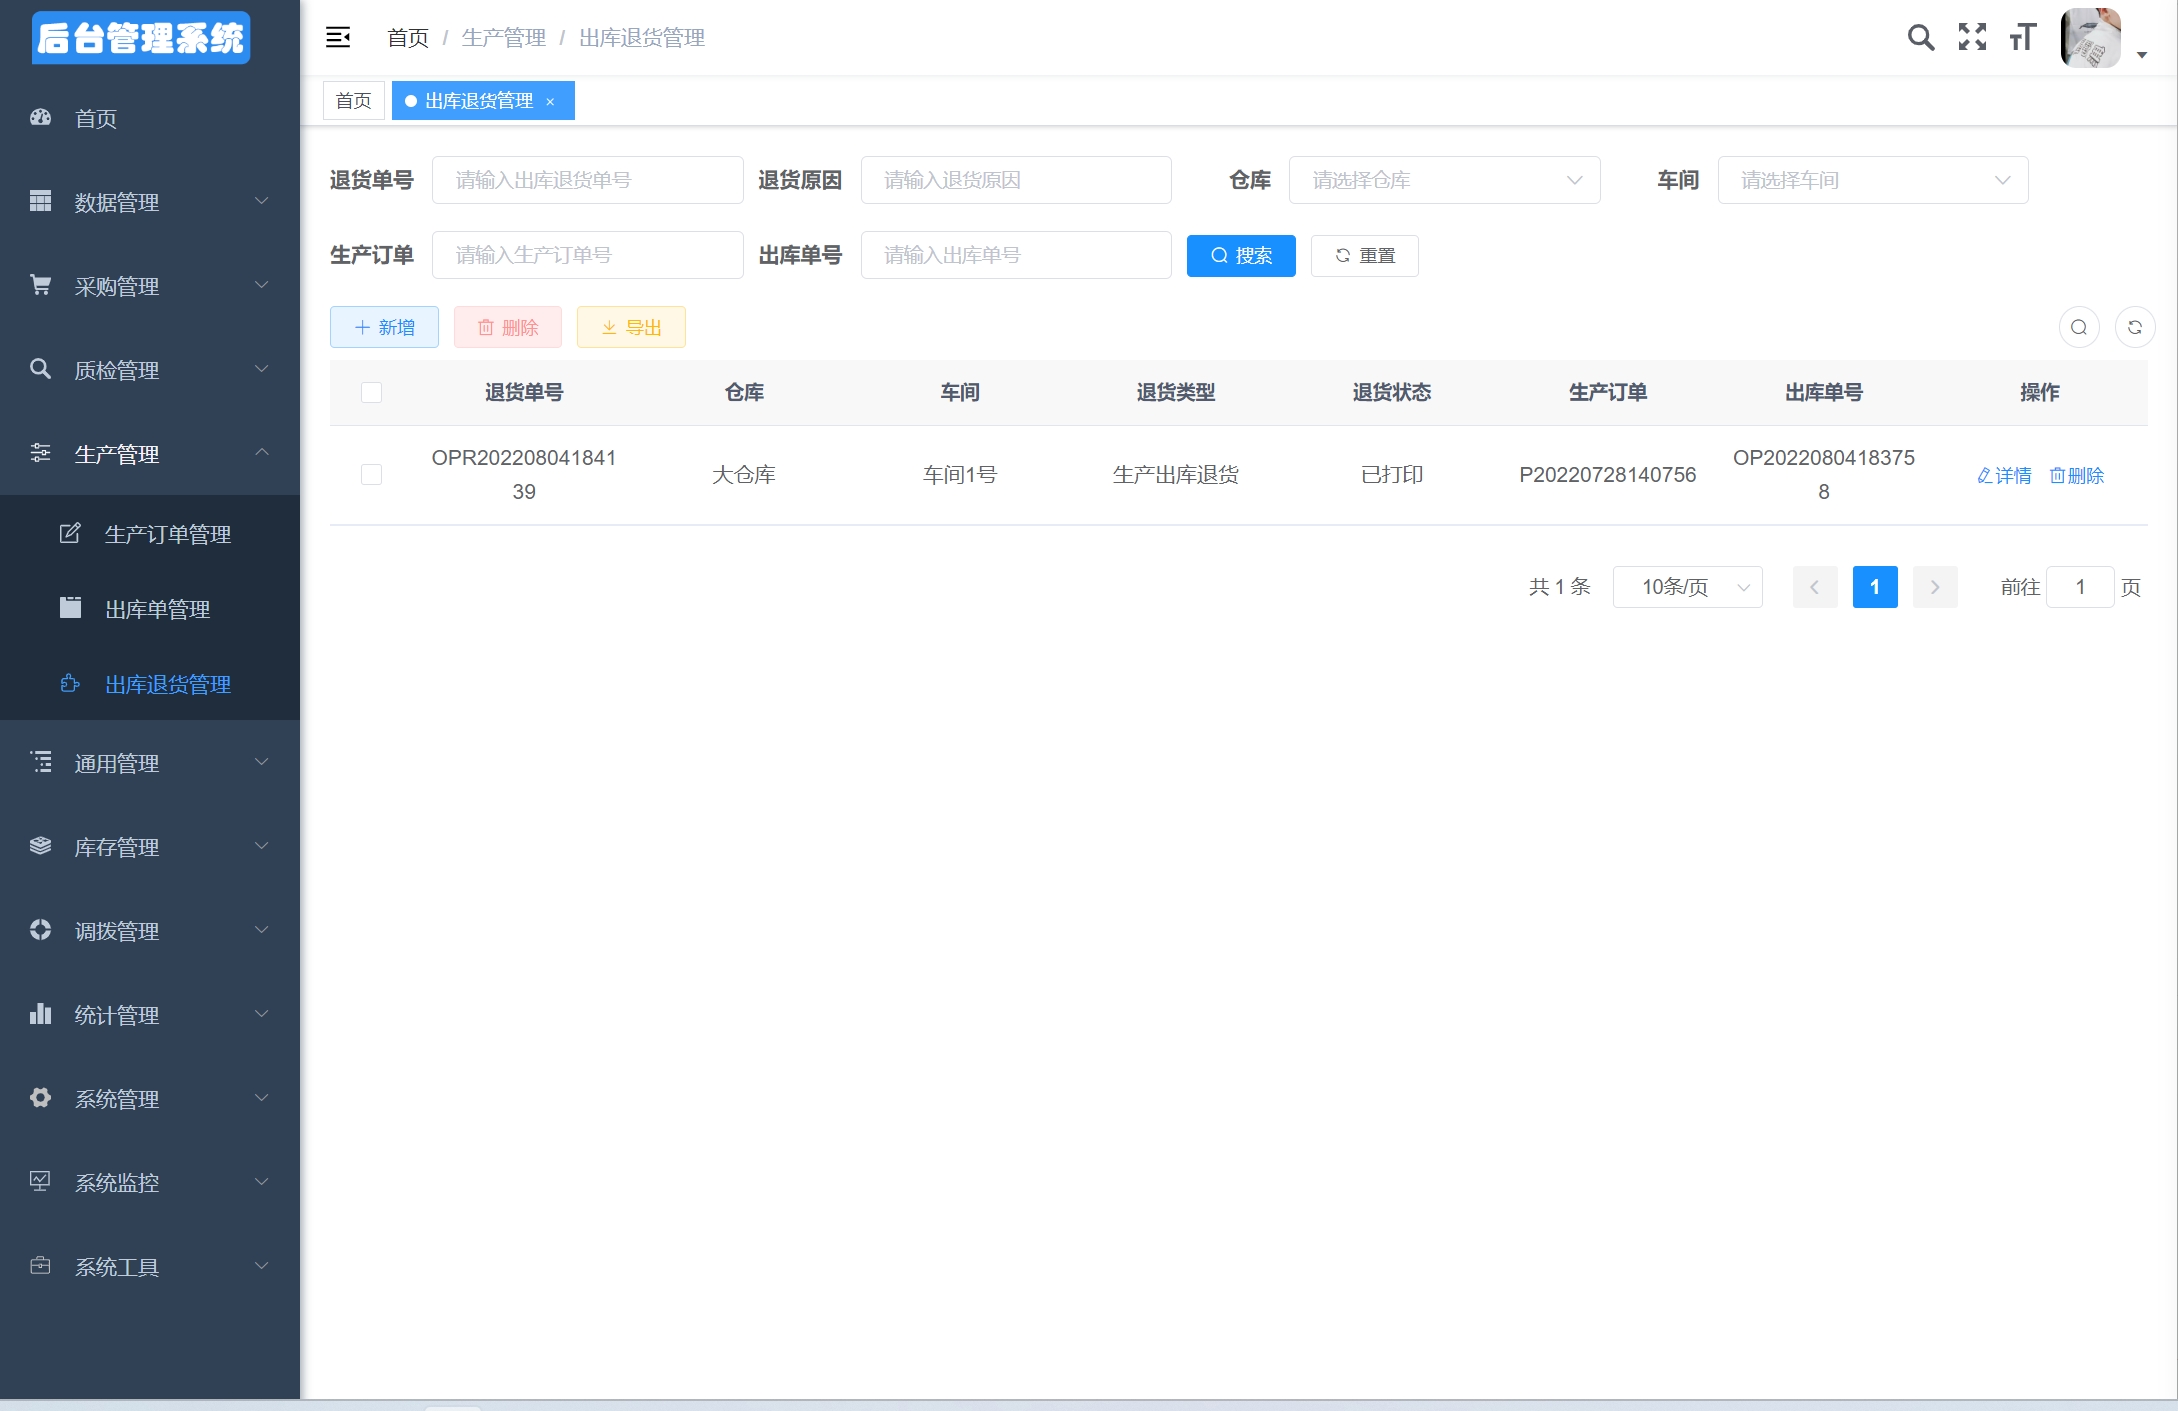 后台管理系统
首页
数据管理
采购管理
质检管理
生产管理
生产订单管理
出库单管理
出库退货管理
通用管理
库存管理
调拨管理
统计管理
系统管理
系统监控
系统工具
首页 / 生产管理 / 出库退货管理
首页 出库退货管理 ×
退货单号 请输入出库退货单号 退货原因 请输入退货原因 仓库 请选择仓库 车间 请选择车间
生产订单 请输入生产订单号 出库单号 请输入出库单号 搜索 重置
新增 删除 导出
退货单号 仓库 车间 退货类型 退货状态 生产订单 出库单号 操作
OPR202208041841 大仓库 车间1号 生产出库退货 已打印 P20220728140756 OP2022080418375 详情 删除
39 8
共 1 条 10条/页 1 前往 1 页